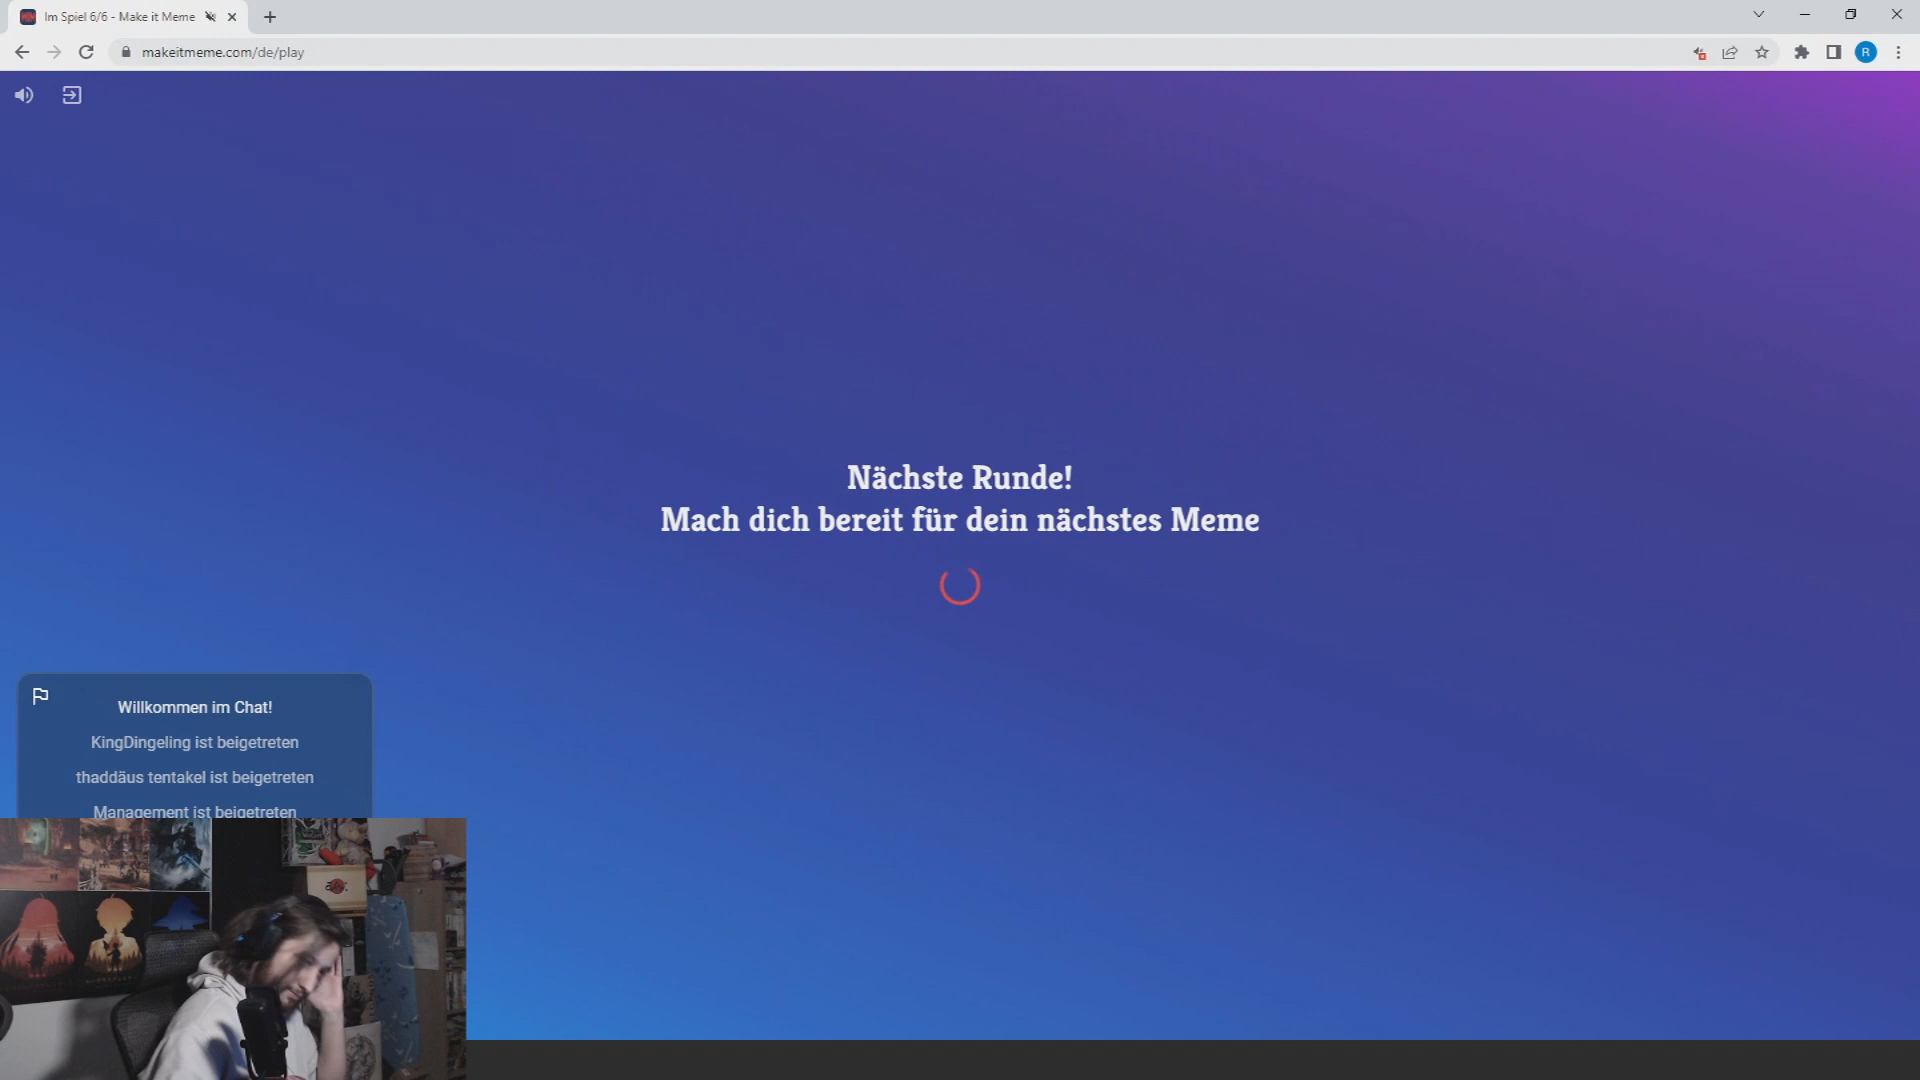 Im Spiel 6/6 - Make it Meme
makeitmeme.com/de/play
R
Nächste Runde!
Mach dich bereit für dein nächstes Meme
Willkommen im Chat!
KingDingeling ist beigetreten
thaddäus tentakel ist beigetreten
Management ist beigetreten